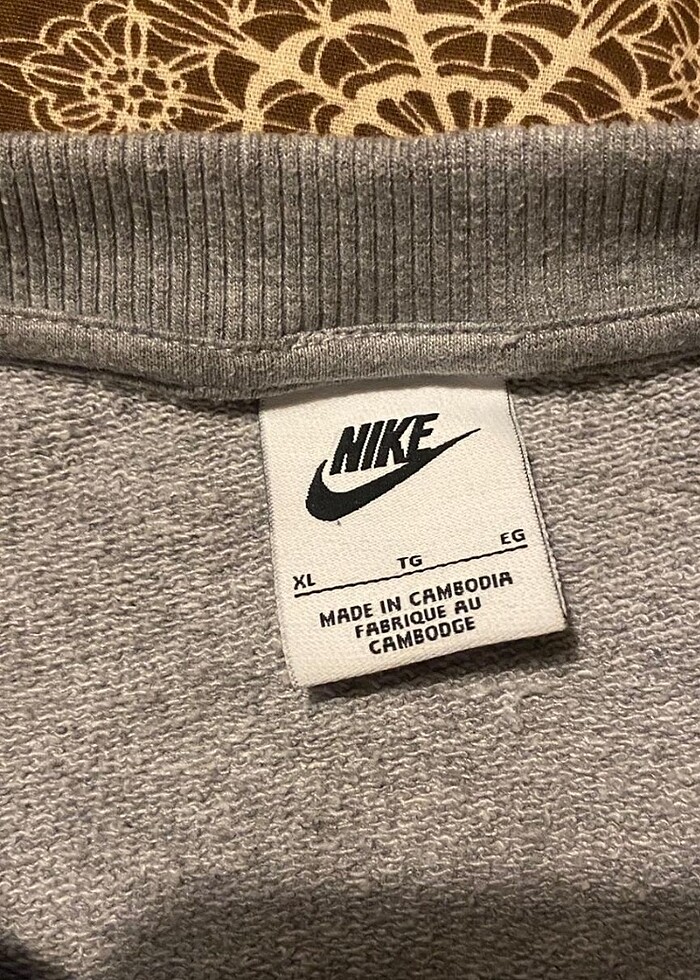 NIKE
XL TG EG
MADE IN CAMBODIA
FABRIQUE AU
CAMBODGE